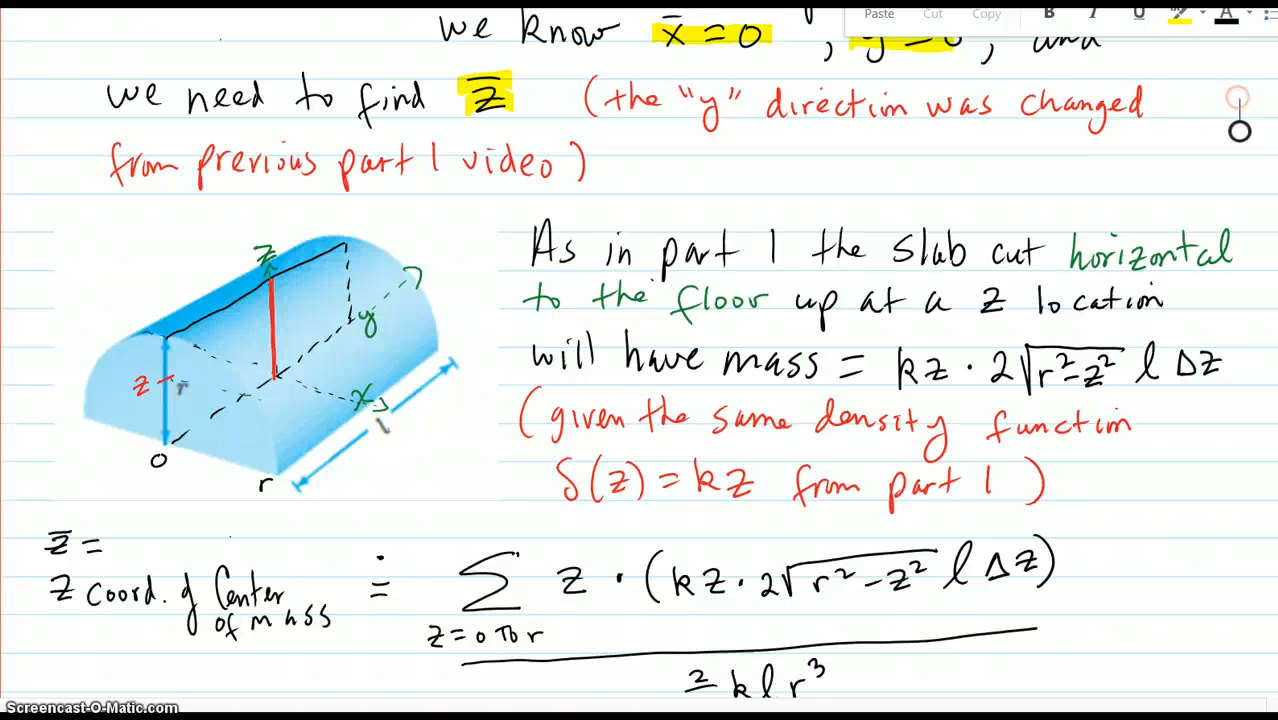 Paste Cut Copy B I U A
we know x̄ = 0, ȳ = 0, and
we need to find z̄ (the "y" direction was changed
from previous part 1 video)
As in part 1 the slab cut horizontal
to the floor up at a z location
will have mass = kz · 2√(r²-z²) l Δz
(given the same density function
δ(z) = kz from part 1)
z
y
z r
x
l
0
r
z̄ =
z coord. of Center
of mass
≐ Σ z · (kz · 2√(r²-z²) l Δz)
z = 0 to r
2 k l r³
Screencast-O-Matic.com